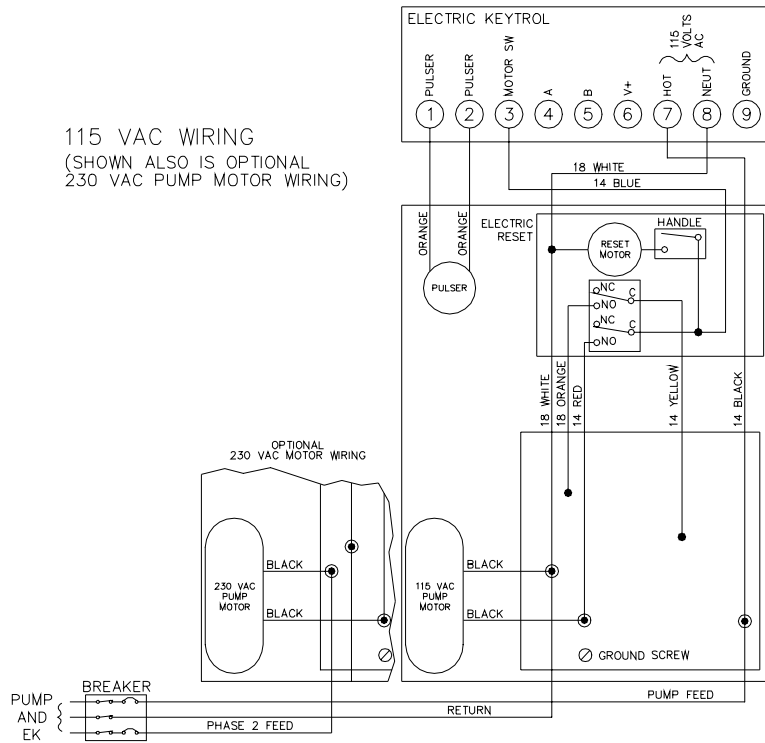 ELECTRIC KEYTROL
PULSER
PULSER
MOTOR SW
A
B
V+
HOT
NEUT
GROUND
115
VOLTS
AC
1
2
3
4
5
6
7
8
9
115 VAC WIRING
(SHOWN ALSO IS OPTIONAL
230 VAC PUMP MOTOR WIRING)
18 WHITE
14 BLUE
ORANGE
ORANGE
ELECTRIC
RESET
RESET
MOTOR
HANDLE
PULSER
NC
C
NO
NC
C
NO
18 WHITE
18 ORANGE
14 RED
14 YELLOW
14 BLACK
OPTIONAL
230 VAC MOTOR WIRING
230 VAC
PUMP
MOTOR
BLACK
BLACK
115 VAC
PUMP
MOTOR
BLACK
BLACK
GROUND SCREW
BREAKER
PUMP
AND
EK
PUMP FEED
RETURN
PHASE 2 FEED